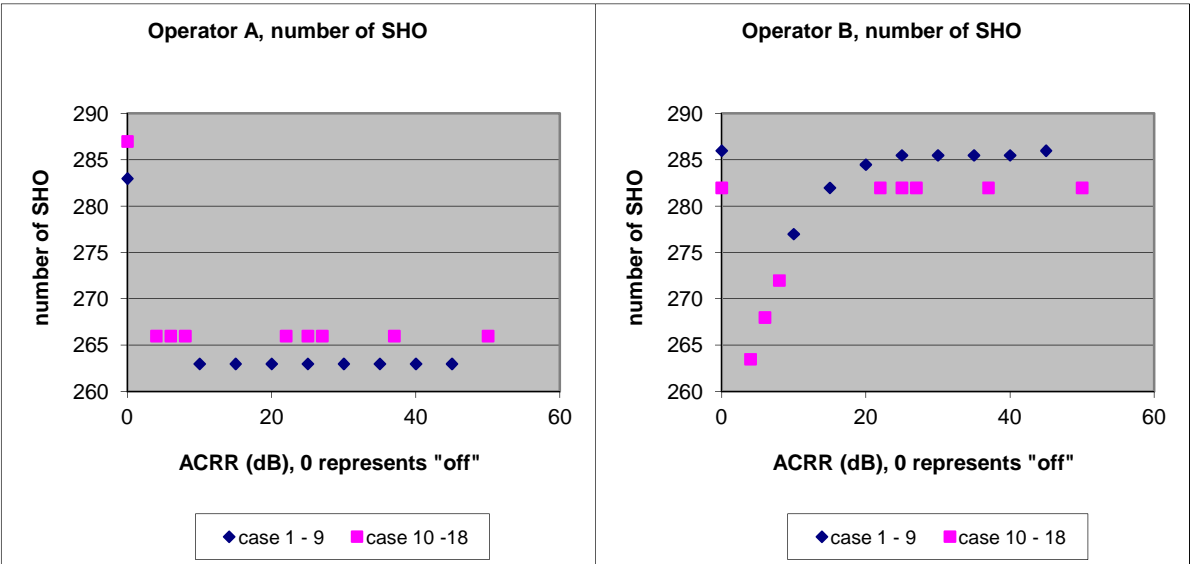 Operator A, number of SHO
290
285
280
275
270
265
260
number of SHO
0 20 40 60
ACRR (dB), 0 represents "off"
case 1 - 9 case 10 -18
Operator B, number of SHO
290
285
280
275
270
265
260
number of SHO
0 20 40 60
ACRR (dB), 0 represents "off"
case 1 - 9 case 10 - 18